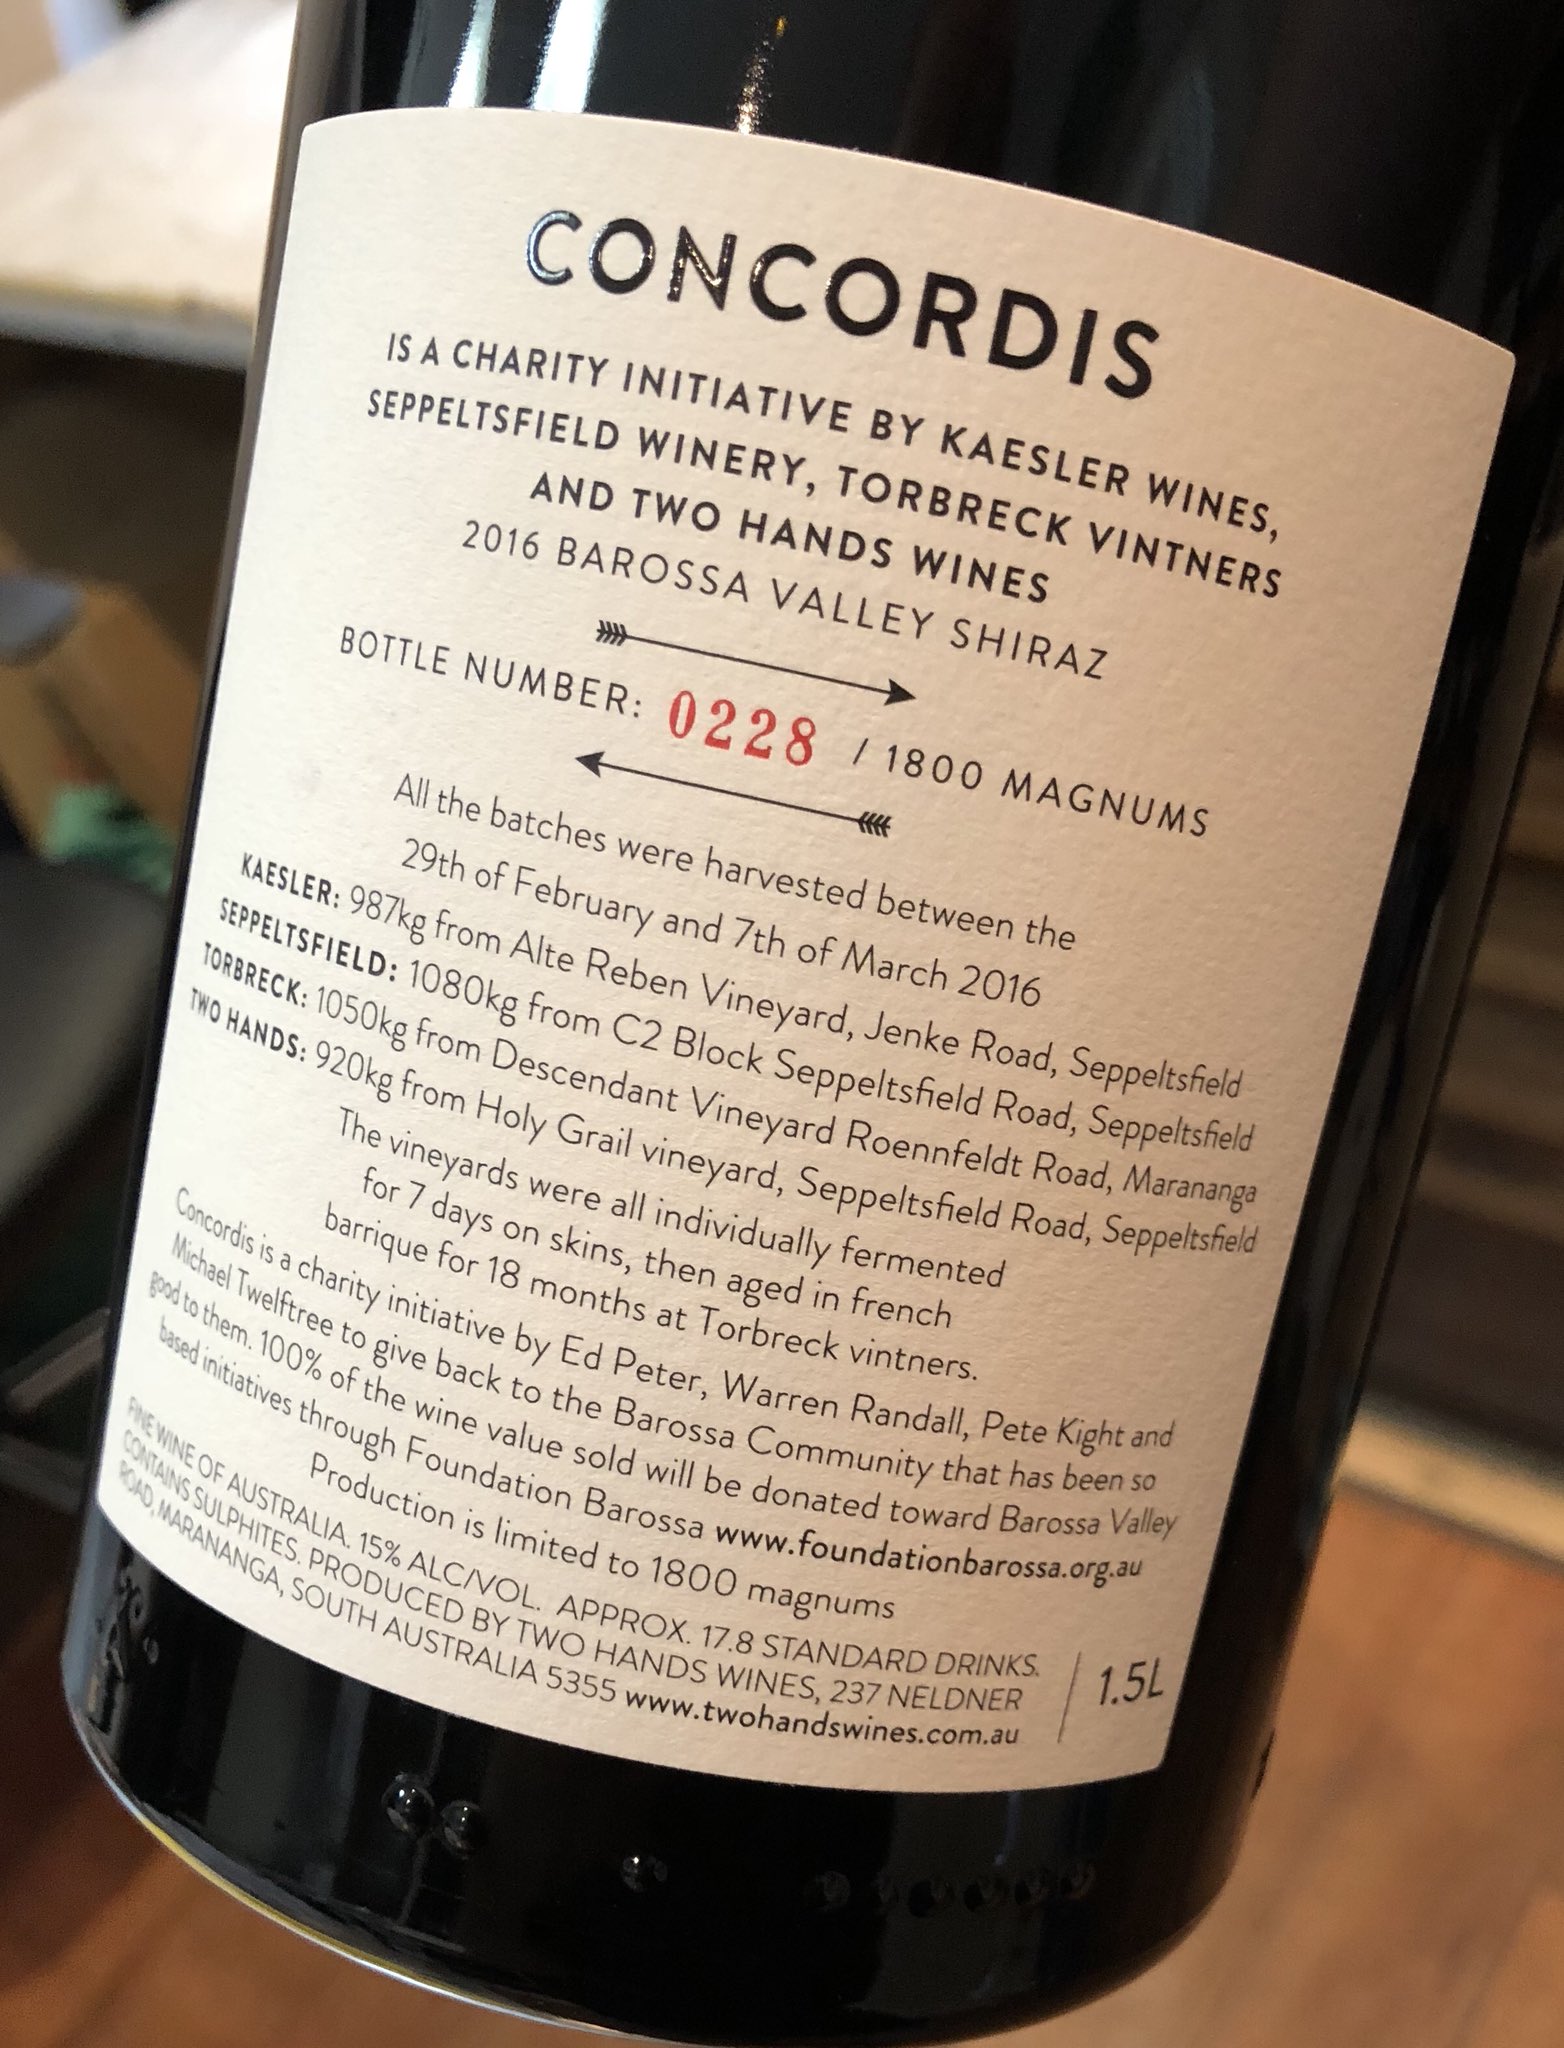 CONCORDIS
IS A CHARITY INITIATIVE BY KAESLER WINES,
SEPPELTSFIELD WINERY, TORBRECK VINTNERS
AND TWO HANDS WINES
2016 BAROSSA VALLEY SHIRAZ
BOTTLE NUMBER: 0228 / 1800 MAGNUMS
All the batches were harvested between the
29th of February and 7th of March 2016
KAESLER: 987kg from Alte Reben Vineyard, Jenke Road, Seppeltsfield
SEPPELTSFIELD: 1080kg from C2 Block Seppeltsfield Road, Seppeltsfield
TORBRECK: 1050kg from Descendant Vineyard Roennfeldt Road, Marananga
TWO HANDS: 920kg from Holy Grail vineyard, Seppeltsfield Road, Seppeltsfield
The vineyards were all individually fermented
for 7 days on skins, then aged in french
barrique for 18 months at Torbreck vintners.
Concordis is a charity initiative by Ed Peter, Warren Randall, Pete Kight and
Michael Twelftree to give back to the Barossa Community that has been so
good to them. 100% of the wine value sold will be donated toward Barossa Valley
based initiatives through Foundation Barossa www.foundationbarossa.org.au
Production is limited to 1800 magnums
FINE WINE OF AUSTRALIA. 15% ALC/VOL. APPROX. 17.8 STANDARD DRINKS.
CONTAINS SULPHITES. PRODUCED BY TWO HANDS WINES, 237 NELDNER
ROAD, MARANANGA, SOUTH AUSTRALIA 5355 www.twohandswines.com.au
1.5L